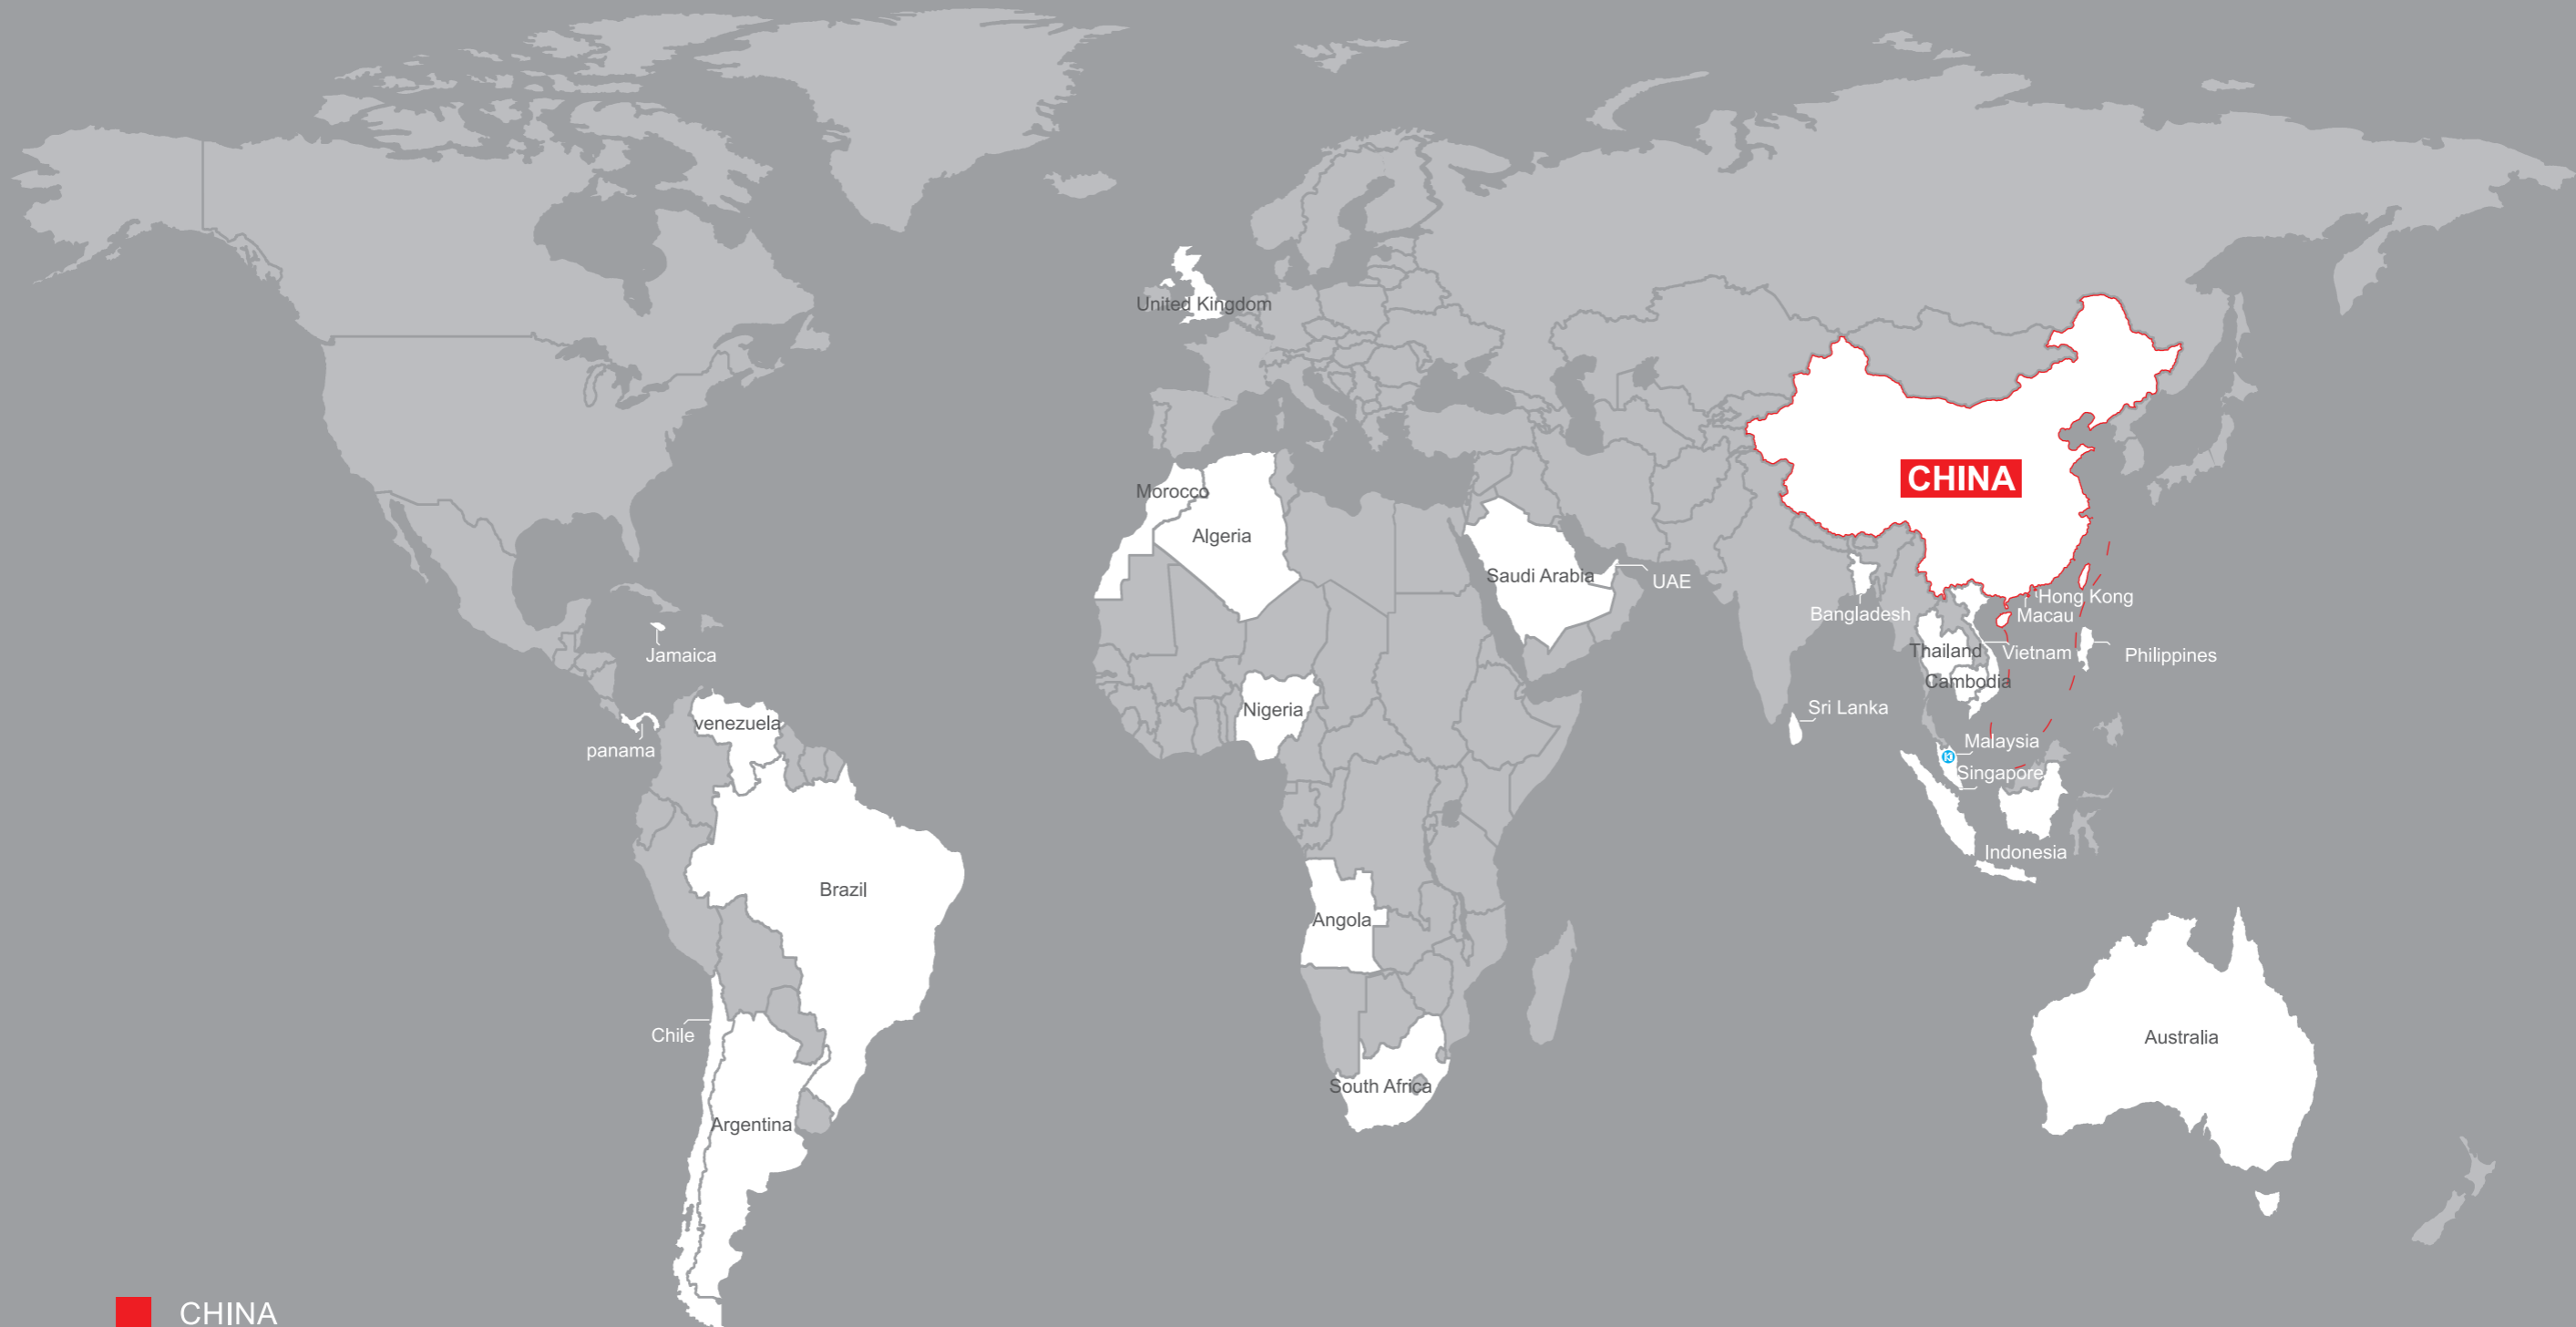 United Kingdom
CHINA
Morocco
Algeria
Saudi Arabia
UAE
Hong Kong
Bangladesh
Macau
Jamaica
Thailand
Vietnam
Philippines
Cambodia
Nigeria
Sri Lanka
venezuela
panama
Malaysia
Singapore
Indonesia
Brazil
Angola
Chile
Australia
South Africa
Argentina
CHINA